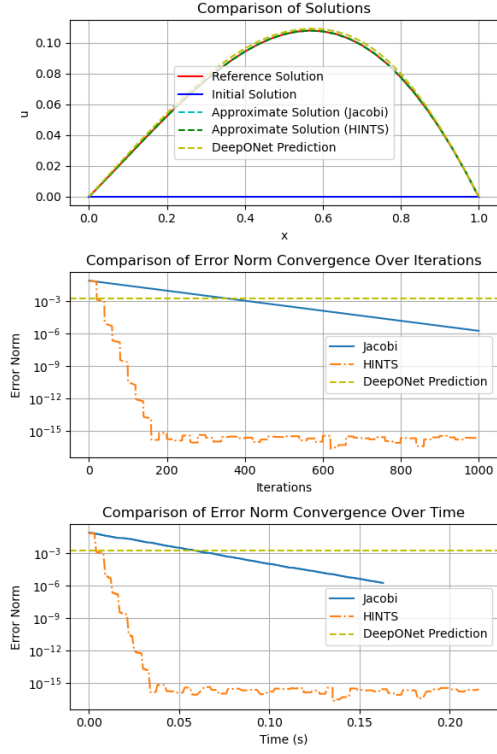 Comparison of Solutions
u
0.10
0.08
0.06
0.04
0.02
0.00
Reference Solution
Initial Solution
Approximate Solution (Jacobi)
Approximate Solution (HINTS)
DeepONet Prediction
0.0 0.2 0.4 0.6 0.8 1.0
x
Comparison of Error Norm Convergence Over Iterations
Error Norm
10⁻³
10⁻⁶
10⁻⁹
10⁻¹²
10⁻¹⁵
Jacobi
HINTS
DeepONet Prediction
0 200 400 600 800 1000
Iterations
Comparison of Error Norm Convergence Over Time
Error Norm
10⁻³
10⁻⁶
10⁻⁹
10⁻¹²
10⁻¹⁵
Jacobi
HINTS
DeepONet Prediction
0.00 0.05 0.10 0.15 0.20
Time (s)